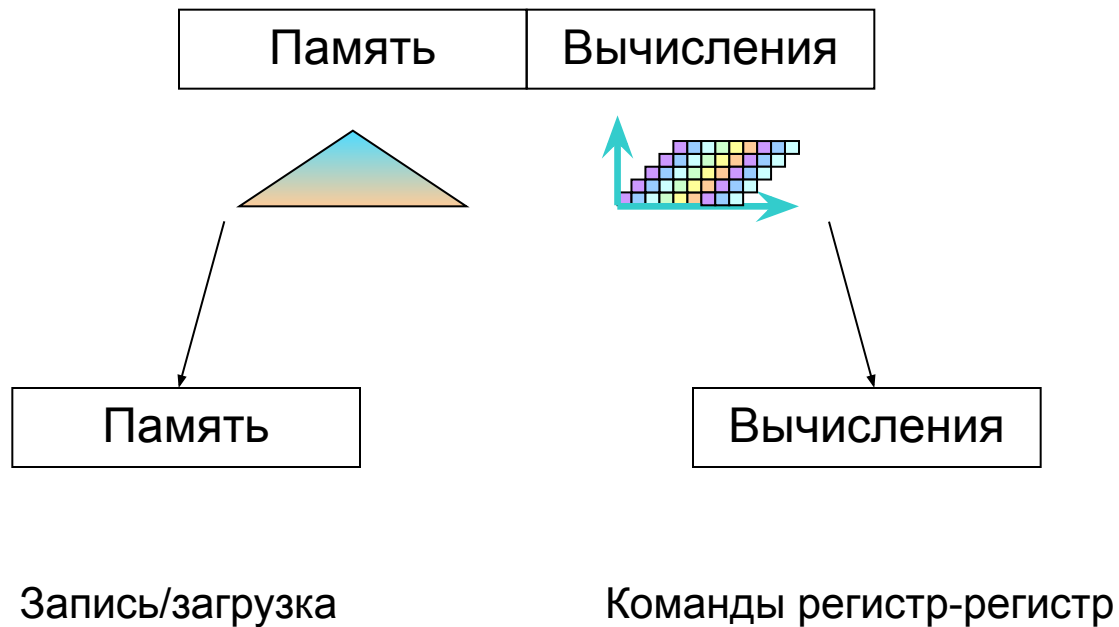 Память Вычисления
Память Вычисления
Запись/загрузка Команды регистр-регистр